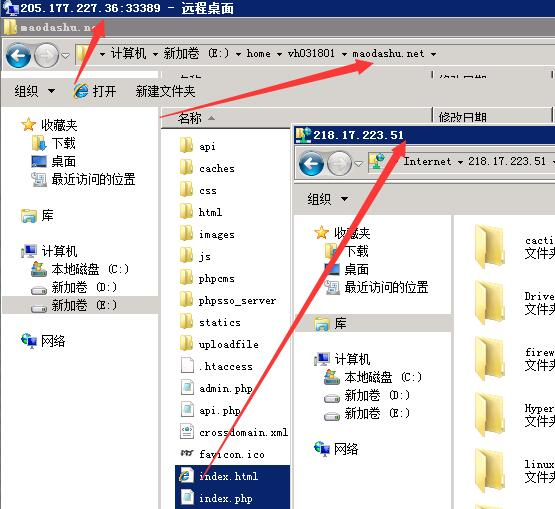 205.177.227.36:33389 - 远程桌面
maodashu.net
计算机 新加卷 (E:) home vh031801 maodashu.net
组织 打开 新建文件夹
收藏夹
下载
桌面
最近访问的位置
库
计算机
本地磁盘 (C:)
新加卷 (D:)
新加卷 (E:)
网络
名称 修改日期
api
caches
css
html
images
js
phpcms
phpsso_server
statics
uploadfile
.htaccess
admin.php
api.php
crossdomain.xml
favicon.ico
index.html
index.php
218.17.223.51
Internet 218.17.223.51
组织
收藏夹
下载
桌面
最近访问的位置
库
计算机
本地磁盘 (C:)
新加卷 (D:)
新加卷 (E:)
网络
cacti
文件夹
Drive
文件夹
firew
文件夹
Hyper
文件夹
linux
文件夹